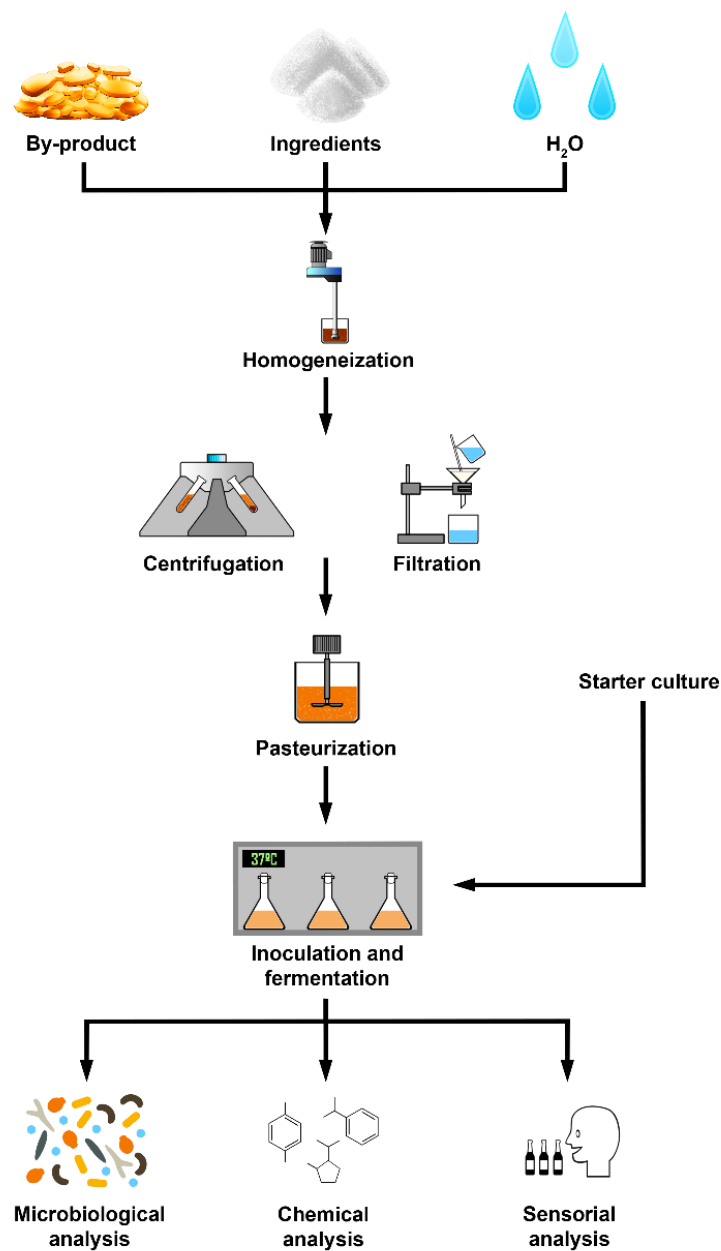 By-product
Ingredients
H₂O
Homogeneization
Centrifugation
Filtration
Pasteurization
Starter culture
37ºC
Inoculation and
fermentation
Microbiological
analysis
Chemical
analysis
Sensorial
analysis